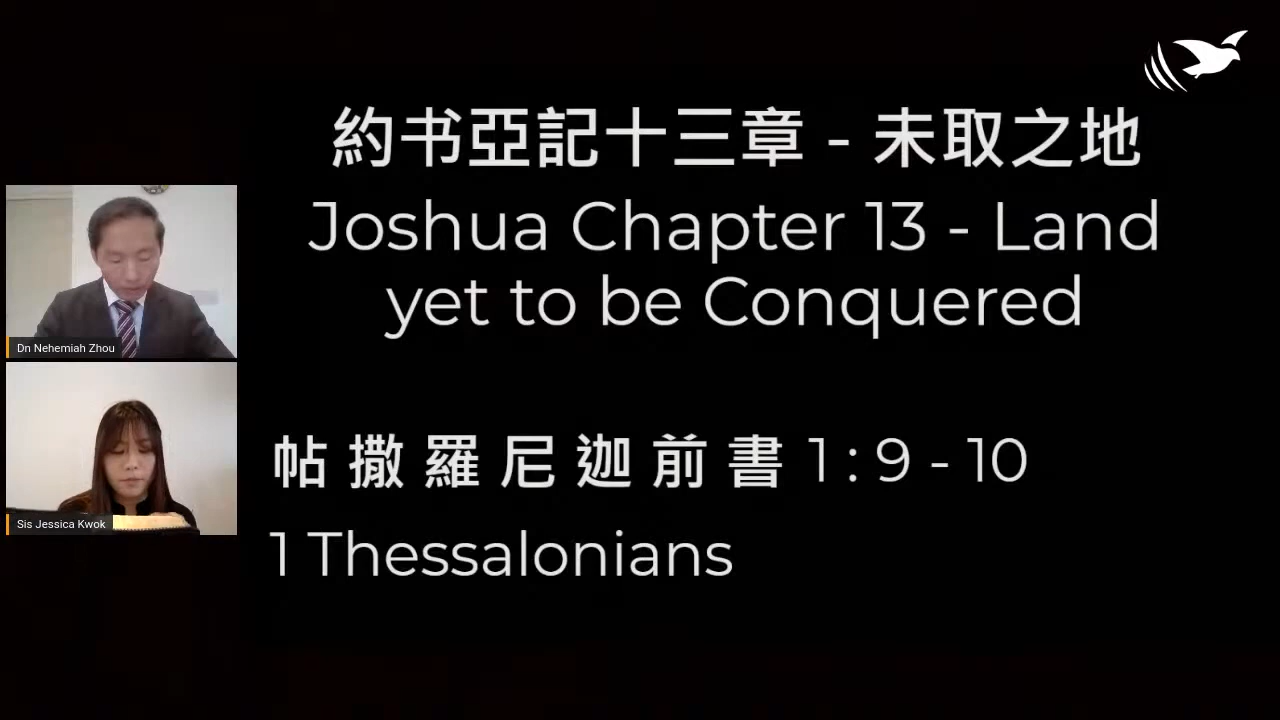 約书亞記十三章 - 未取之地
Joshua Chapter 13 - Land
yet to be Conquered
帖撒羅尼迦前書 1 : 9 - 10
1 Thessalonians
Dn Nehemiah Zhou
Sis Jessica Kwok